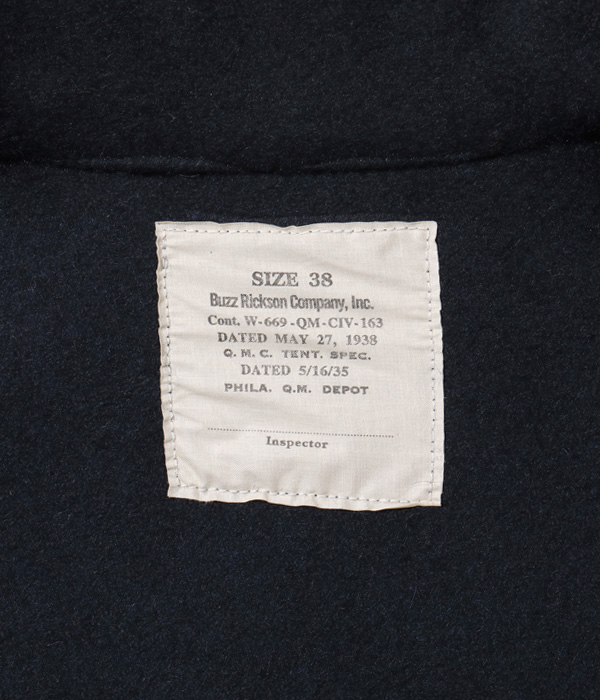 SIZE 38
Buzz Rickson Company, Inc.
Cont. W-669-QM-CIV-163
DATED MAY 27, 1938
Q. M. C. TENT. SPEC.
DATED 5/16/35
PHILA. Q.M. DEPOT
Inspector